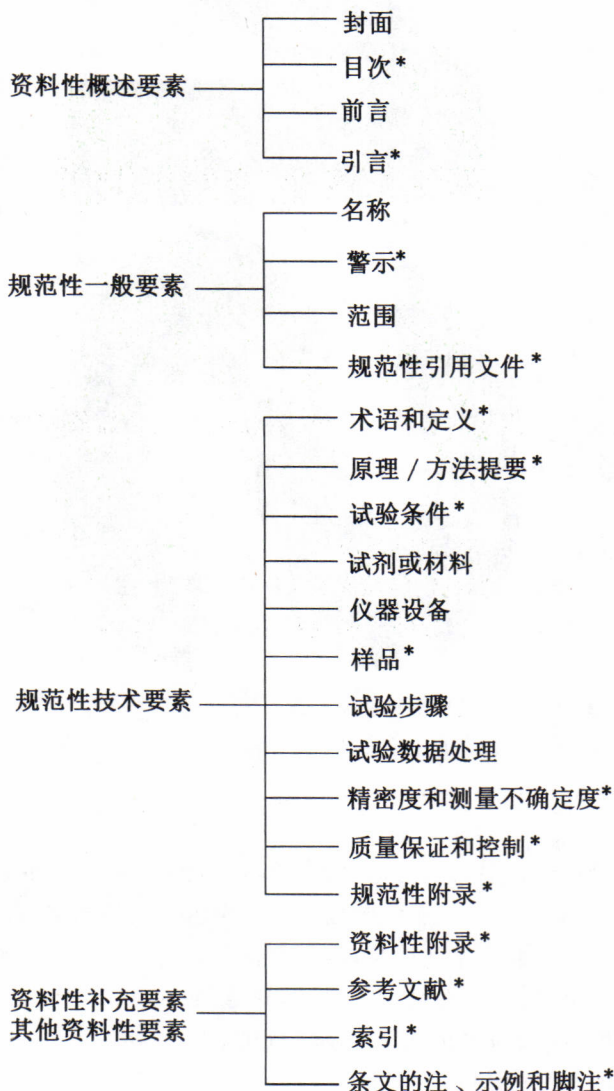 资料性概述要素
封面
目次*
前言
引言*
规范性一般要素
名称
警示*
范围
规范性引用文件*
规范性技术要素
术语和定义*
原理/方法提要*
试验条件*
试剂或材料
仪器设备
样品*
试验步骤
试验数据处理
精密度和测量不确定度*
质量保证和控制*
规范性附录*
资料性补充要素
其他资料性要素
资料性附录*
参考文献*
索引*
条文的注、示例和脚注*